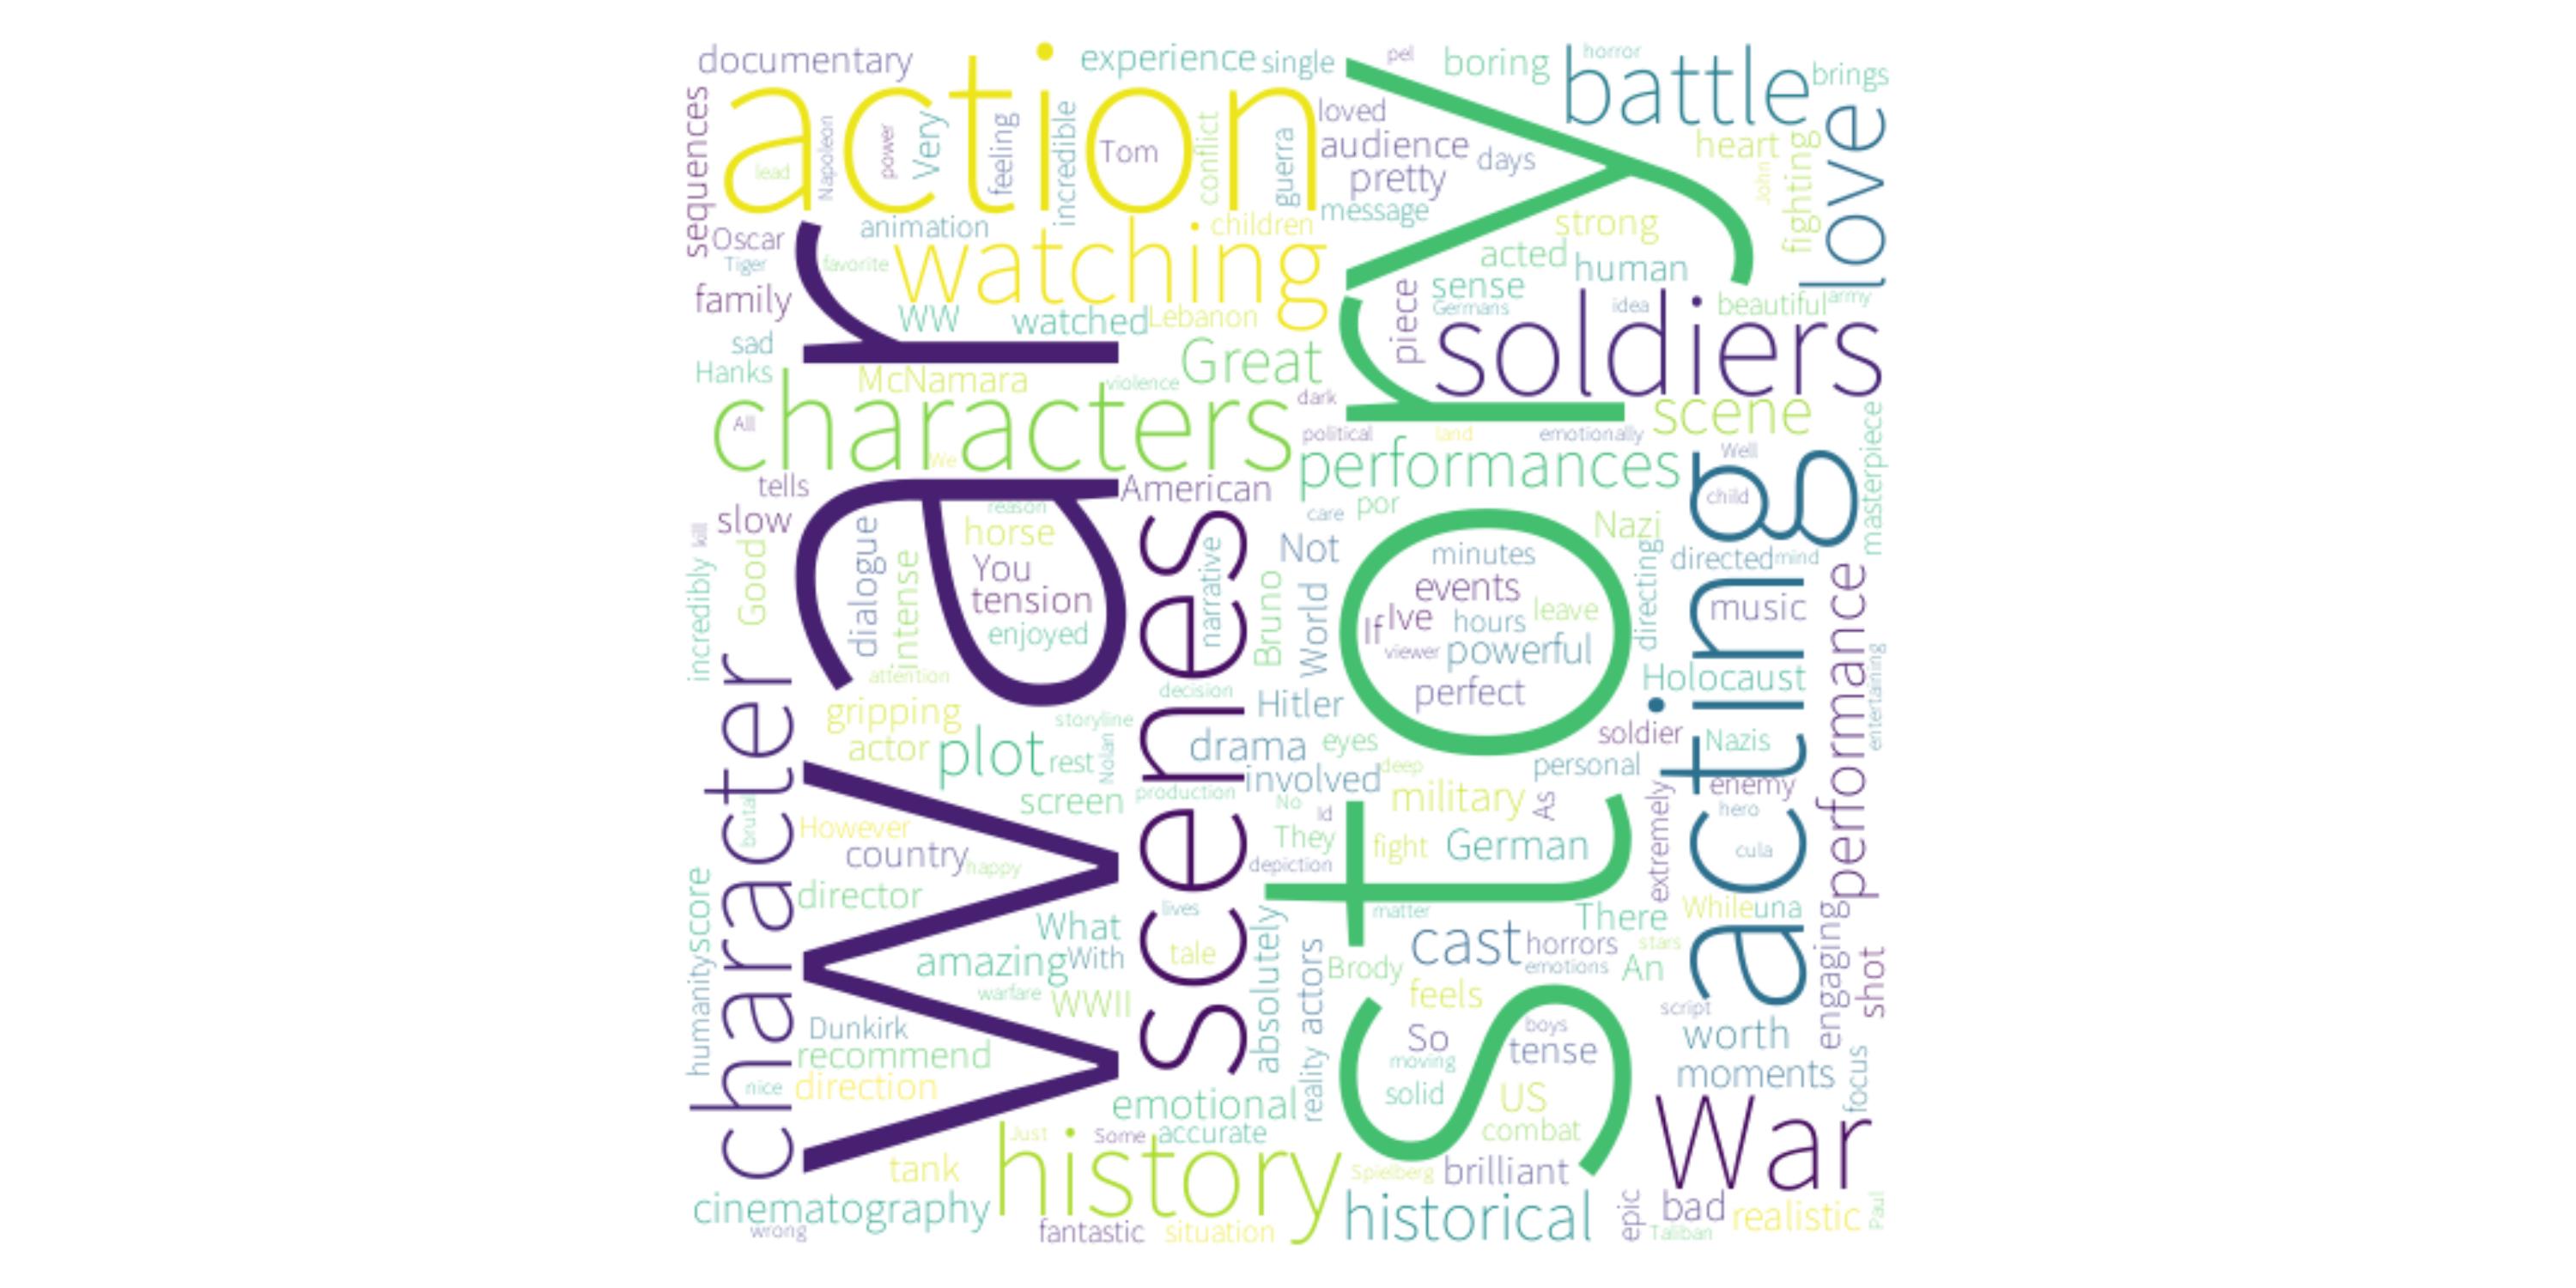 documentary
experience
single
pel
boring
horror
battle
brings
sequences
action
lead
Napoleon
power
Very
feeling
incredible
Tom
conflict
guerra
loved
audience
days
pretty
message
heart
John
fighting
love
Oscar
Tiger
animation
favorite
children
watching
strong
acted
human
family
WW
watched
Lebanon
sense
Germans
idea
beautiful
army
piece
soldiers
story
war
sad
Hanks
McNamara
violence
Great
dark
characters
All
We
political
land
emotionally
scene
masterpiece
tells
American
performances
Well
child
slow
kill
reason
horse
care
por
Nazi
Not
minutes
directing
directed
mind
incredibly
Good
dialogue
intense
You
tension
enjoyed
narrative
scenes
Bruno
World
events
If
Ive
hours
leave
viewer
powerful
perfect
music
acting
performance
entertaining
Holocaust
attention
decision
Hitler
gripping
storyline
actor
plot
rest
Nolan
drama
eyes
soldier
Nazis
involved
deep
personal
enemy
character
brutal
screen
production
No
Id
military
As
extremely
hero
However
They
fight
German
country
happy
depiction
cula
humanity
score
director
lives
matter
There
While
una
What
amazing
With
tale
absolutely
reality
actors
cast
horrors
stars
Brody
emotions
An
engaging
shot
warfare
WWII
feels
script
Dunkirk
So
boys
worth
recommend
moving
tense
moments
focus
nice
direction
emotional
solid
US
Just
Some
accurate
combat
War
tank
history
Spielberg
brilliant
cinematography
historical
epic
bad
realistic
Paul
wrong
fantastic
situation
Taliban